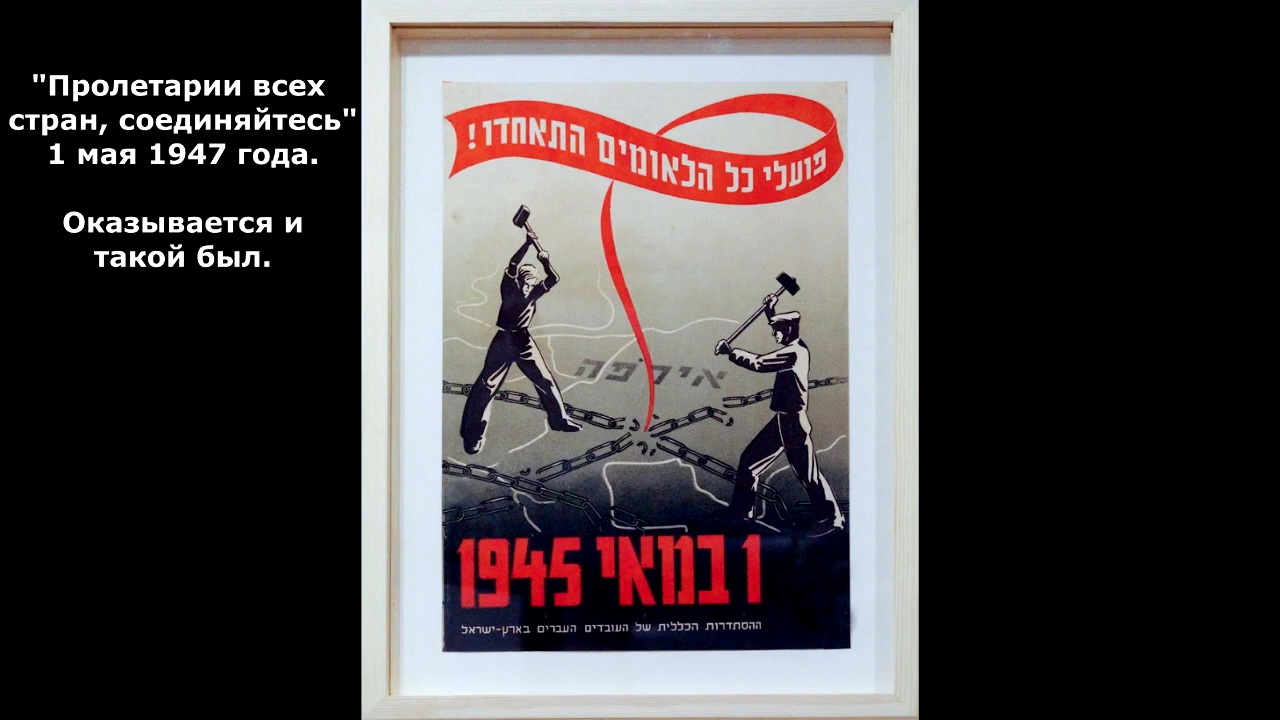 "Пролетарии всех
стран, соединяйтесь"
1 мая 1947 года.
Оказывается и
такой был.
פועלי כל הלאומים התאחדו!
אירפה
1 במאי 1945
ההסתדרות הכללית של העובדים העברים בארץ-ישראל